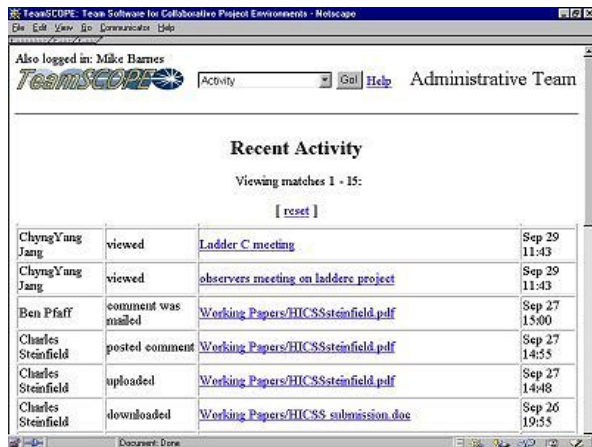 TeamSCOPE: Team Software for Collaborative Project Environments - Netscape
File Edit View Go Communicator Help
Also logged in: Mike Barnes
TeamSCOPE Activity Go! Help Administrative Team
Recent Activity
Viewing matches 1 - 15:
[ reset ]
ChyngYang Jang viewed Ladder C meeting Sep 29 11:43
ChyngYang Jang viewed observers meeting on ladderc project Sep 29 11:43
Ben Pfaff comment was mailed Working Papers/HICSSsteinfield.pdf Sep 27 15:00
Charles Steinfield posted comment Working Papers/HICSSsteinfield.pdf Sep 27 14:55
Charles Steinfield uploaded Working Papers/HICSSsteinfield.pdf Sep 27 14:48
Charles Steinfield downloaded Working Papers/HICSS submission.doc Sep 26 19:55
Document: Done